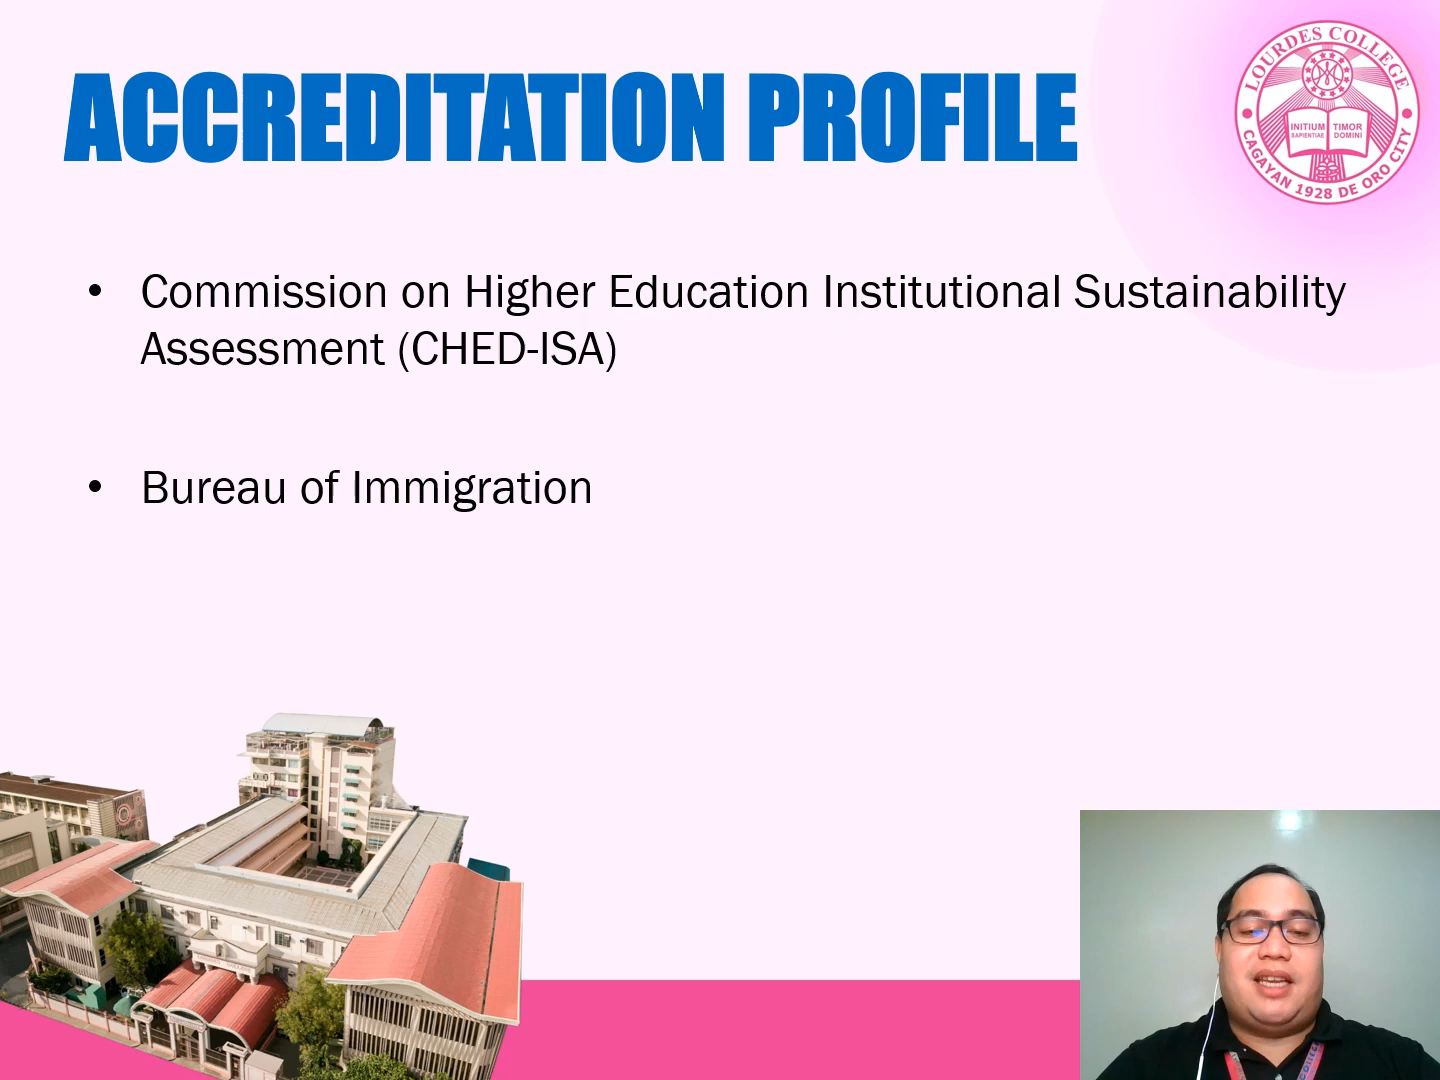 ACCREDITATION PROFILE
LOURDES COLLEGE
INITIUM TIMOR
SAPIENTIAE DOMINI
CAGAYAN 1928 DE ORO CITY
• Commission on Higher Education Institutional Sustainability
Assessment (CHED-ISA)
• Bureau of Immigration